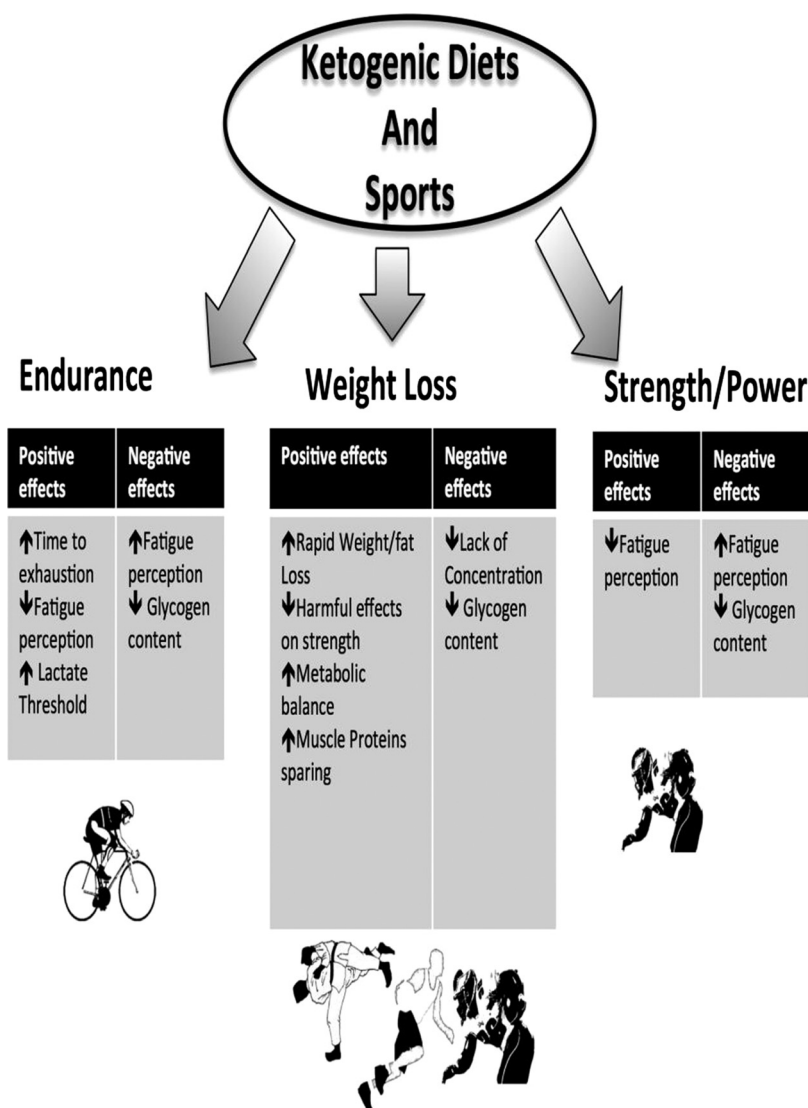 Ketogenic Diets
And
Sports
Endurance
Positive
effects
Negative
effects
↑Time to
exhaustion
↓Fatigue
perception
↑ Lactate
Threshold
↑Fatigue
perception
↓ Glycogen
content
Weight Loss
Positive effects
Negative
effects
↑Rapid Weight/fat
Loss
↓Harmful effects
on strength
↑Metabolic
balance
↑Muscle Proteins
sparing
↓Lack of
Concentration
↓ Glycogen
content
Strength/Power
Positive
effects
Negative
effects
↓Fatigue
perception
↑Fatigue
perception
↓ Glycogen
content